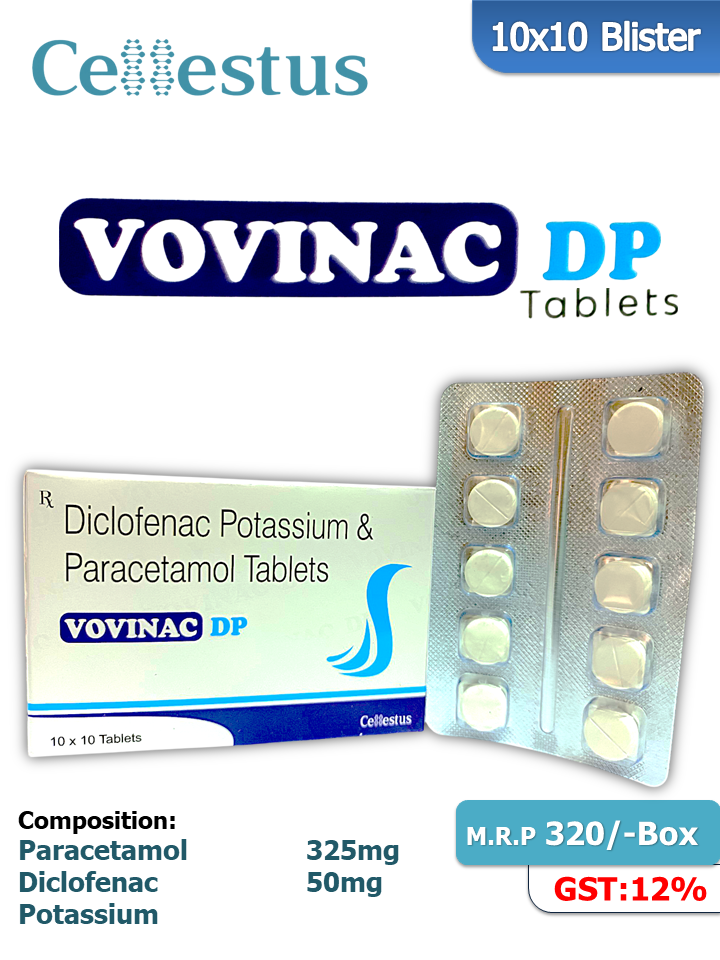 Cellestus
10x10 Blister
VOVINAC DP
Tablets
Rx
Diclofenac Potassium &
Paracetamol Tablets
VOVINAC DP
Cellestus
10 x 10 Tablets
Composition:
Paracetamol 325mg
Diclofenac 50mg
Potassium
M.R.P 320/-Box
GST:12%